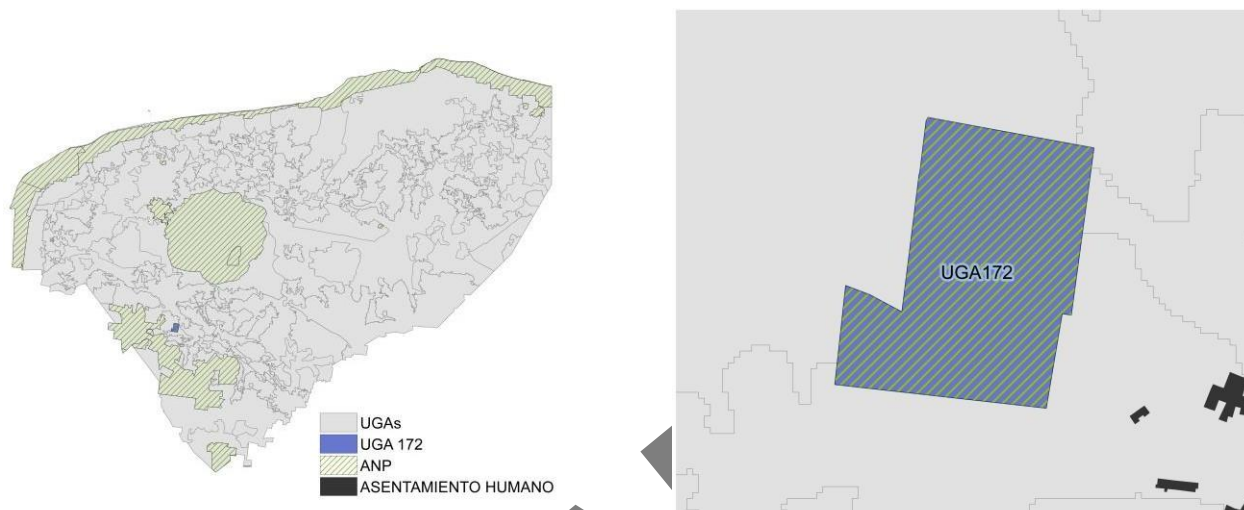 UGAs
UGA 172
ANP
ASENTAMIENTO HUMANO
UGA172